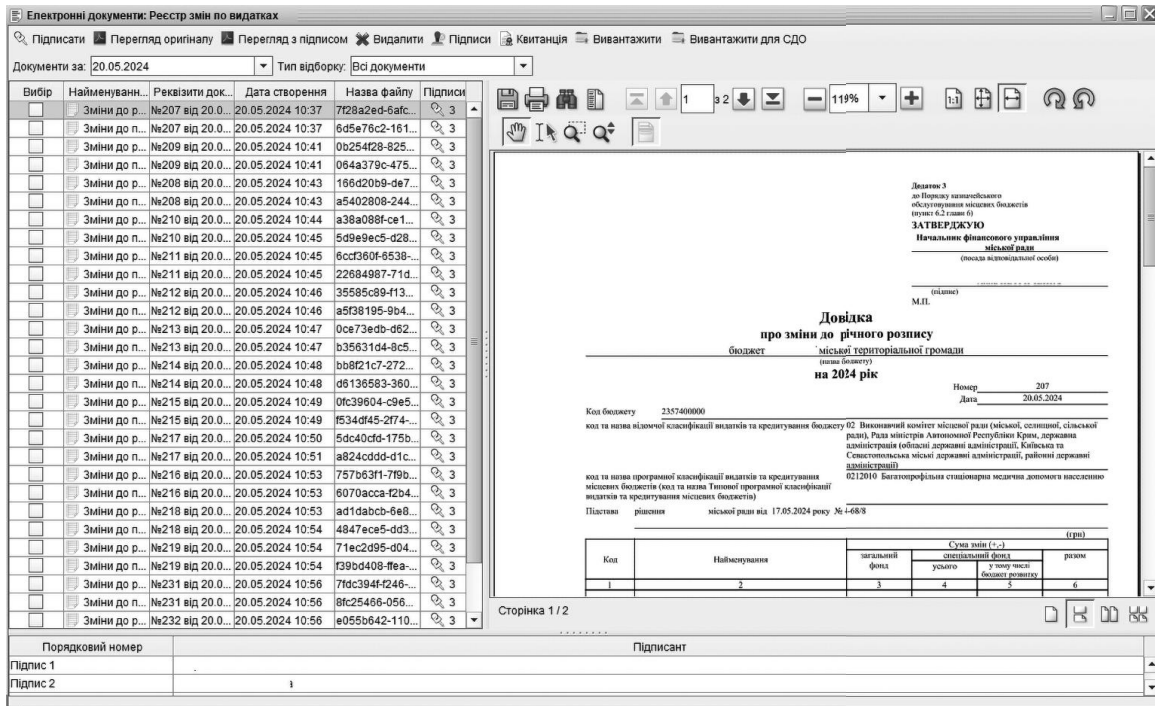 Електронні документи: Реєстр змін по видатках
Підписати Перегляд оригіналу Перегляд з підписом Видалити Підписи Квитанція Вивантажити Вивантажити для СДО
Документи за: 20.05.2024 Тип відборку: Всі документи
Вибір Найменуванн... Реквізити док... Дата створення Назва файлу Підписи
Зміни до р... №207 від 20.0... 20.05.2024 10:37 7f28a2ed-6afc... 3
Зміни до п... №207 від 20.0... 20.05.2024 10:37 6d5e76c2-161... 3
Зміни до р... №209 від 20.0... 20.05.2024 10:41 0b254f28-825... 3
Зміни до п... №209 від 20.0... 20.05.2024 10:41 064a379c-475... 3
Зміни до р... №208 від 20.0... 20.05.2024 10:43 166d20b9-de7... 3
Зміни до п... №208 від 20.0... 20.05.2024 10:43 a5402808-244... 3
Зміни до р... №210 від 20.0... 20.05.2024 10:44 a38a088f-ce1... 3
Зміни до п... №210 від 20.0... 20.05.2024 10:45 5d9e9ec5-d28... 3
Зміни до р... №211 від 20.0... 20.05.2024 10:45 6ccf360f-6538-... 3
Зміни до п... №211 від 20.0... 20.05.2024 10:45 22684987-71d... 3
Зміни до р... №212 від 20.0... 20.05.2024 10:46 35585c89-f13... 3
Зміни до п... №212 від 20.0... 20.05.2024 10:46 a5f38195-9b4... 3
Зміни до р... №213 від 20.0... 20.05.2024 10:47 0ce73edb-d62... 3
Зміни до п... №213 від 20.0... 20.05.2024 10:47 b35631d4-8c5... 3
Зміни до р... №214 від 20.0... 20.05.2024 10:48 bb8f21c7-272... 3
Зміни до п... №214 від 20.0... 20.05.2024 10:48 d6136583-360... 3
Зміни до р... №215 від 20.0... 20.05.2024 10:49 0fc39604-c9e5... 3
Зміни до п... №215 від 20.0... 20.05.2024 10:49 f534df45-2f74-... 3
Зміни до р... №217 від 20.0... 20.05.2024 10:50 5dc40cfd-175b... 3
Зміни до п... №217 від 20.0... 20.05.2024 10:51 a824cddd-d1c... 3
Зміни до р... №216 від 20.0... 20.05.2024 10:53 757b63f1-7f9b... 3
Зміни до п... №216 від 20.0... 20.05.2024 10:53 6070acca-f2b4... 3
Зміни до р... №218 від 20.0... 20.05.2024 10:53 ad1dabcb-6e8... 3
Зміни до п... №218 від 20.0... 20.05.2024 10:54 4847ece5-dd3... 3
Зміни до р... №219 від 20.0... 20.05.2024 10:54 71ec2d95-d04... 3
Зміни до п... №219 від 20.0... 20.05.2024 10:54 f39bd408-ffea-... 3
Зміни до р... №231 від 20.0... 20.05.2024 10:56 7fdc394f-f246-... 3
Зміни до п... №231 від 20.0... 20.05.2024 10:56 8fc25466-056... 3
Зміни до р... №232 від 20.0... 20.05.2024 10:56 e055b642-110... 3
1 з 2 119% 1:1
Додаток 3
до Порядку казначейського
обслуговування місцевих бюджетів
(пункт 6.2 глави 6)
ЗАТВЕРДЖУЮ
Начальник фінансового управління
міської ради
(посада відповідальної особи)
(підпис)
М.П.
Довідка
про зміни до річного розпису
бюджет міської територіальної громади
(назва бюджету)
на 2024 рік
Номер 207
Дата 20.05.2024
Код бюджету 2357400000
код та назва відомчої класифікації видатків та кредитування бюджету 02 Виконавчий комітет місцевої ради (міської, селищної, сільської
ради), Рада міністрів Автономної Республіки Крим, державна
адміністрація (обласні державні адміністрації, Київська та
Севастопольська міські державні адміністрації, районні державні
адміністрації)
код та назва програмної класифікації видатків та кредитування 0212010 Багатопрофільна стаціонарна медична допомога населенню
місцевих бюджетів (код та назва Типової програмної класифікації
видатків та кредитування місцевих бюджетів)
Підстава рішення міської ради від 17.05.2024 року № 4-68/8
(грн)
Код Найменування Сума змін (+,-)
загальний фонд спеціальний фонд разом
усього у тому числі бюджет розвитку
1 2 3 4 5 6
Сторінка 1 / 2
Порядковий номер Підписант
Підпис 1
Підпис 2